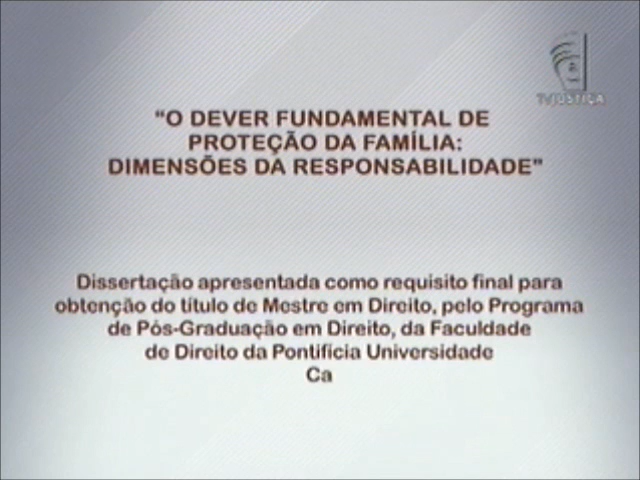 TV JUSTIÇA
"O DEVER FUNDAMENTAL DE
PROTEÇÃO DA FAMÍLIA:
DIMENSÕES DA RESPONSABILIDADE"
Dissertação apresentada como requisito final para
obtenção do título de Mestre em Direito, pelo Programa
de Pós-Graduação em Direito, da Faculdade
de Direito da Pontifícia Universidade
Ca